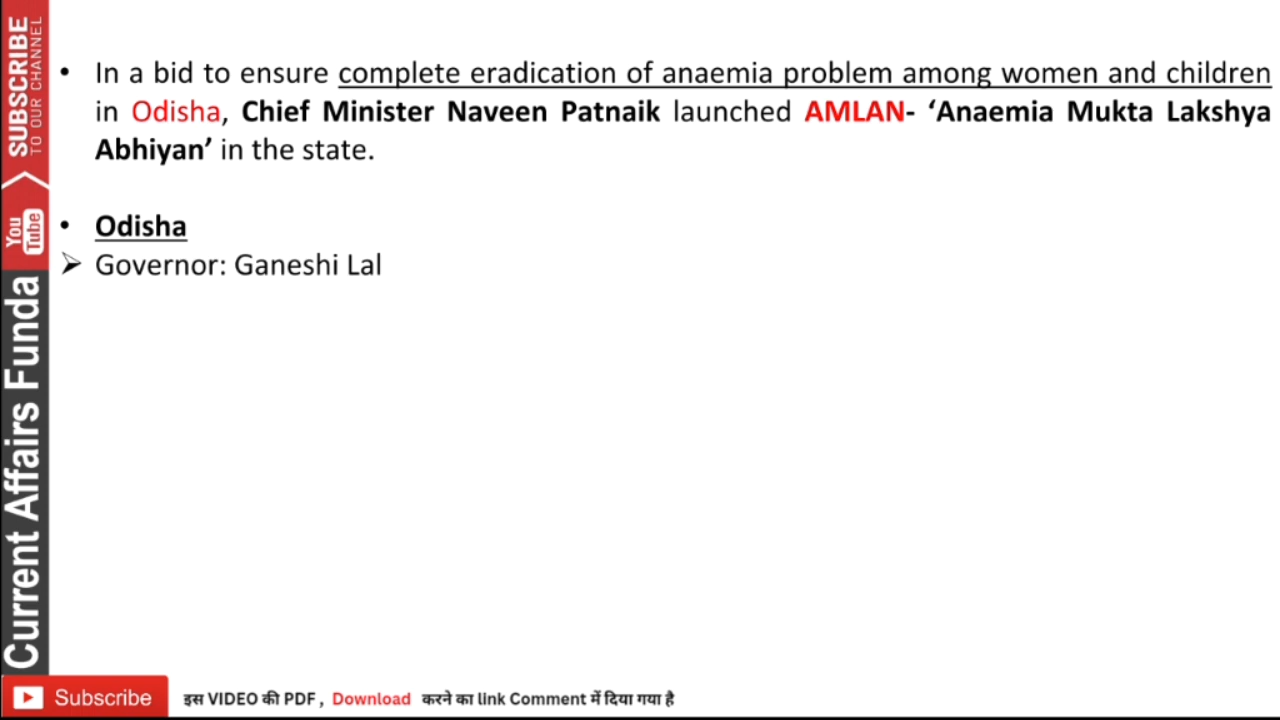 • In a bid to ensure complete eradication of anaemia problem among women and children
in Odisha, Chief Minister Naveen Patnaik launched AMLAN- ‘Anaemia Mukta Lakshya
Abhiyan’ in the state.
• Odisha
➢ Governor: Ganeshi Lal
SUBSCRIBE
TO OUR CHANNEL
You
Tube
Current Affairs Funda
Subscribe
इस VIDEO की PDF , Download करने का link Comment में दिया गया है